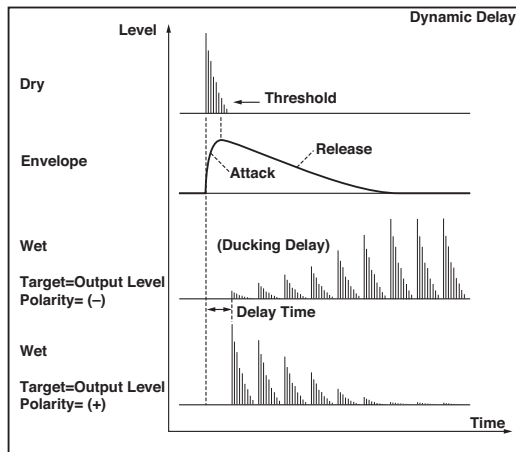 Dynamic Delay
Level
Dry
Threshold
Envelope
Release
Attack
Wet
(Ducking Delay)
Target=Output Level
Polarity= (–)
Delay Time
Wet
Target=Output Level
Polarity= (+)
Time